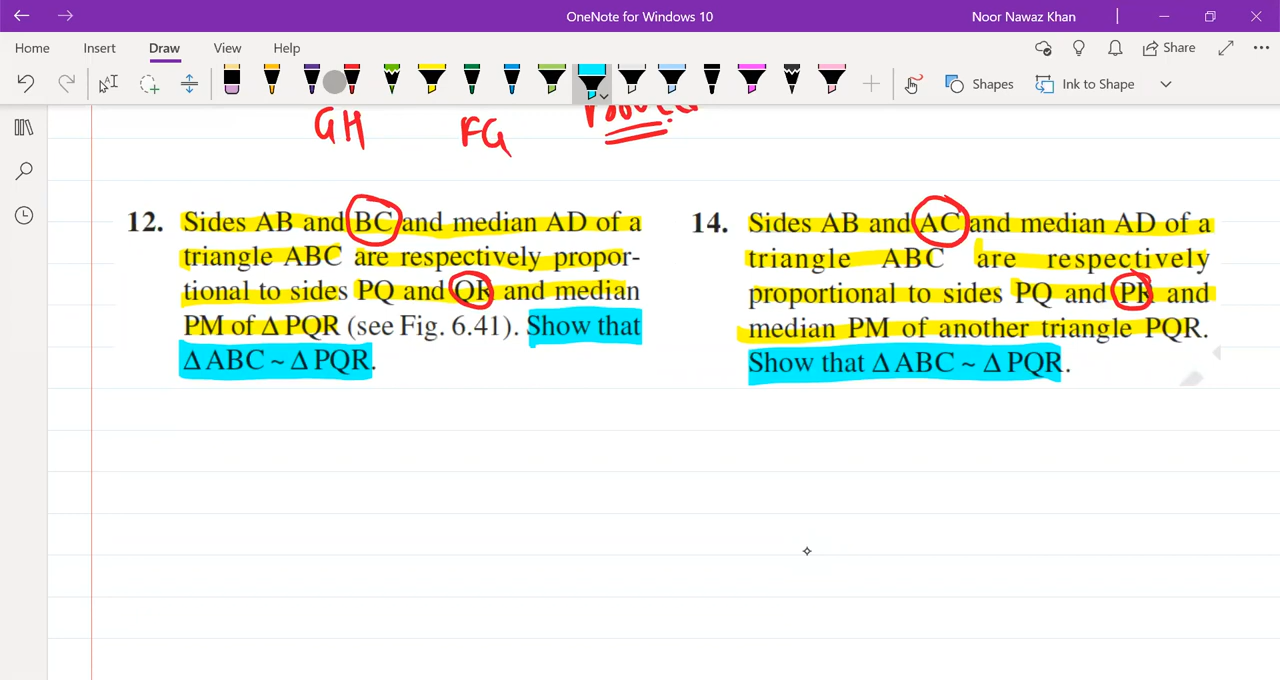 OneNote for Windows 10
Noor Nawaz Khan
Home Insert Draw View Help
Share
Shapes
Ink to Shape
GH FG
12. Sides AB and BC and median AD of a
triangle ABC are respectively propor-
tional to sides PQ and QR and median
PM of Δ PQR (see Fig. 6.41). Show that
Δ ABC ~ Δ PQR.
14. Sides AB and AC and median AD of a
triangle ABC are respectively
proportional to sides PQ and PR and
median PM of another triangle PQR.
Show that Δ ABC ~ Δ PQR.